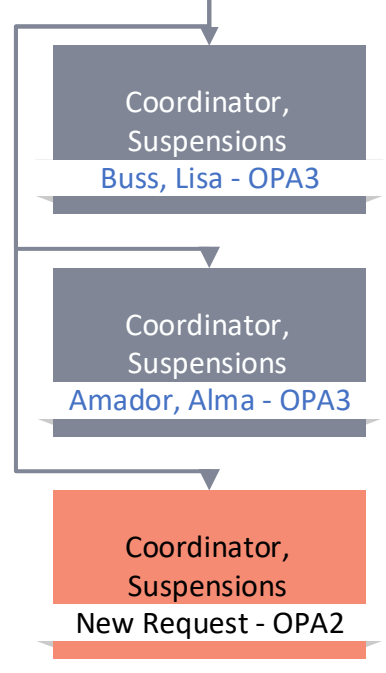 Coordinator,
Suspensions
Buss, Lisa - OPA3
Coordinator,
Suspensions
Amador, Alma - OPA3
Coordinator,
Suspensions
New Request - OPA2